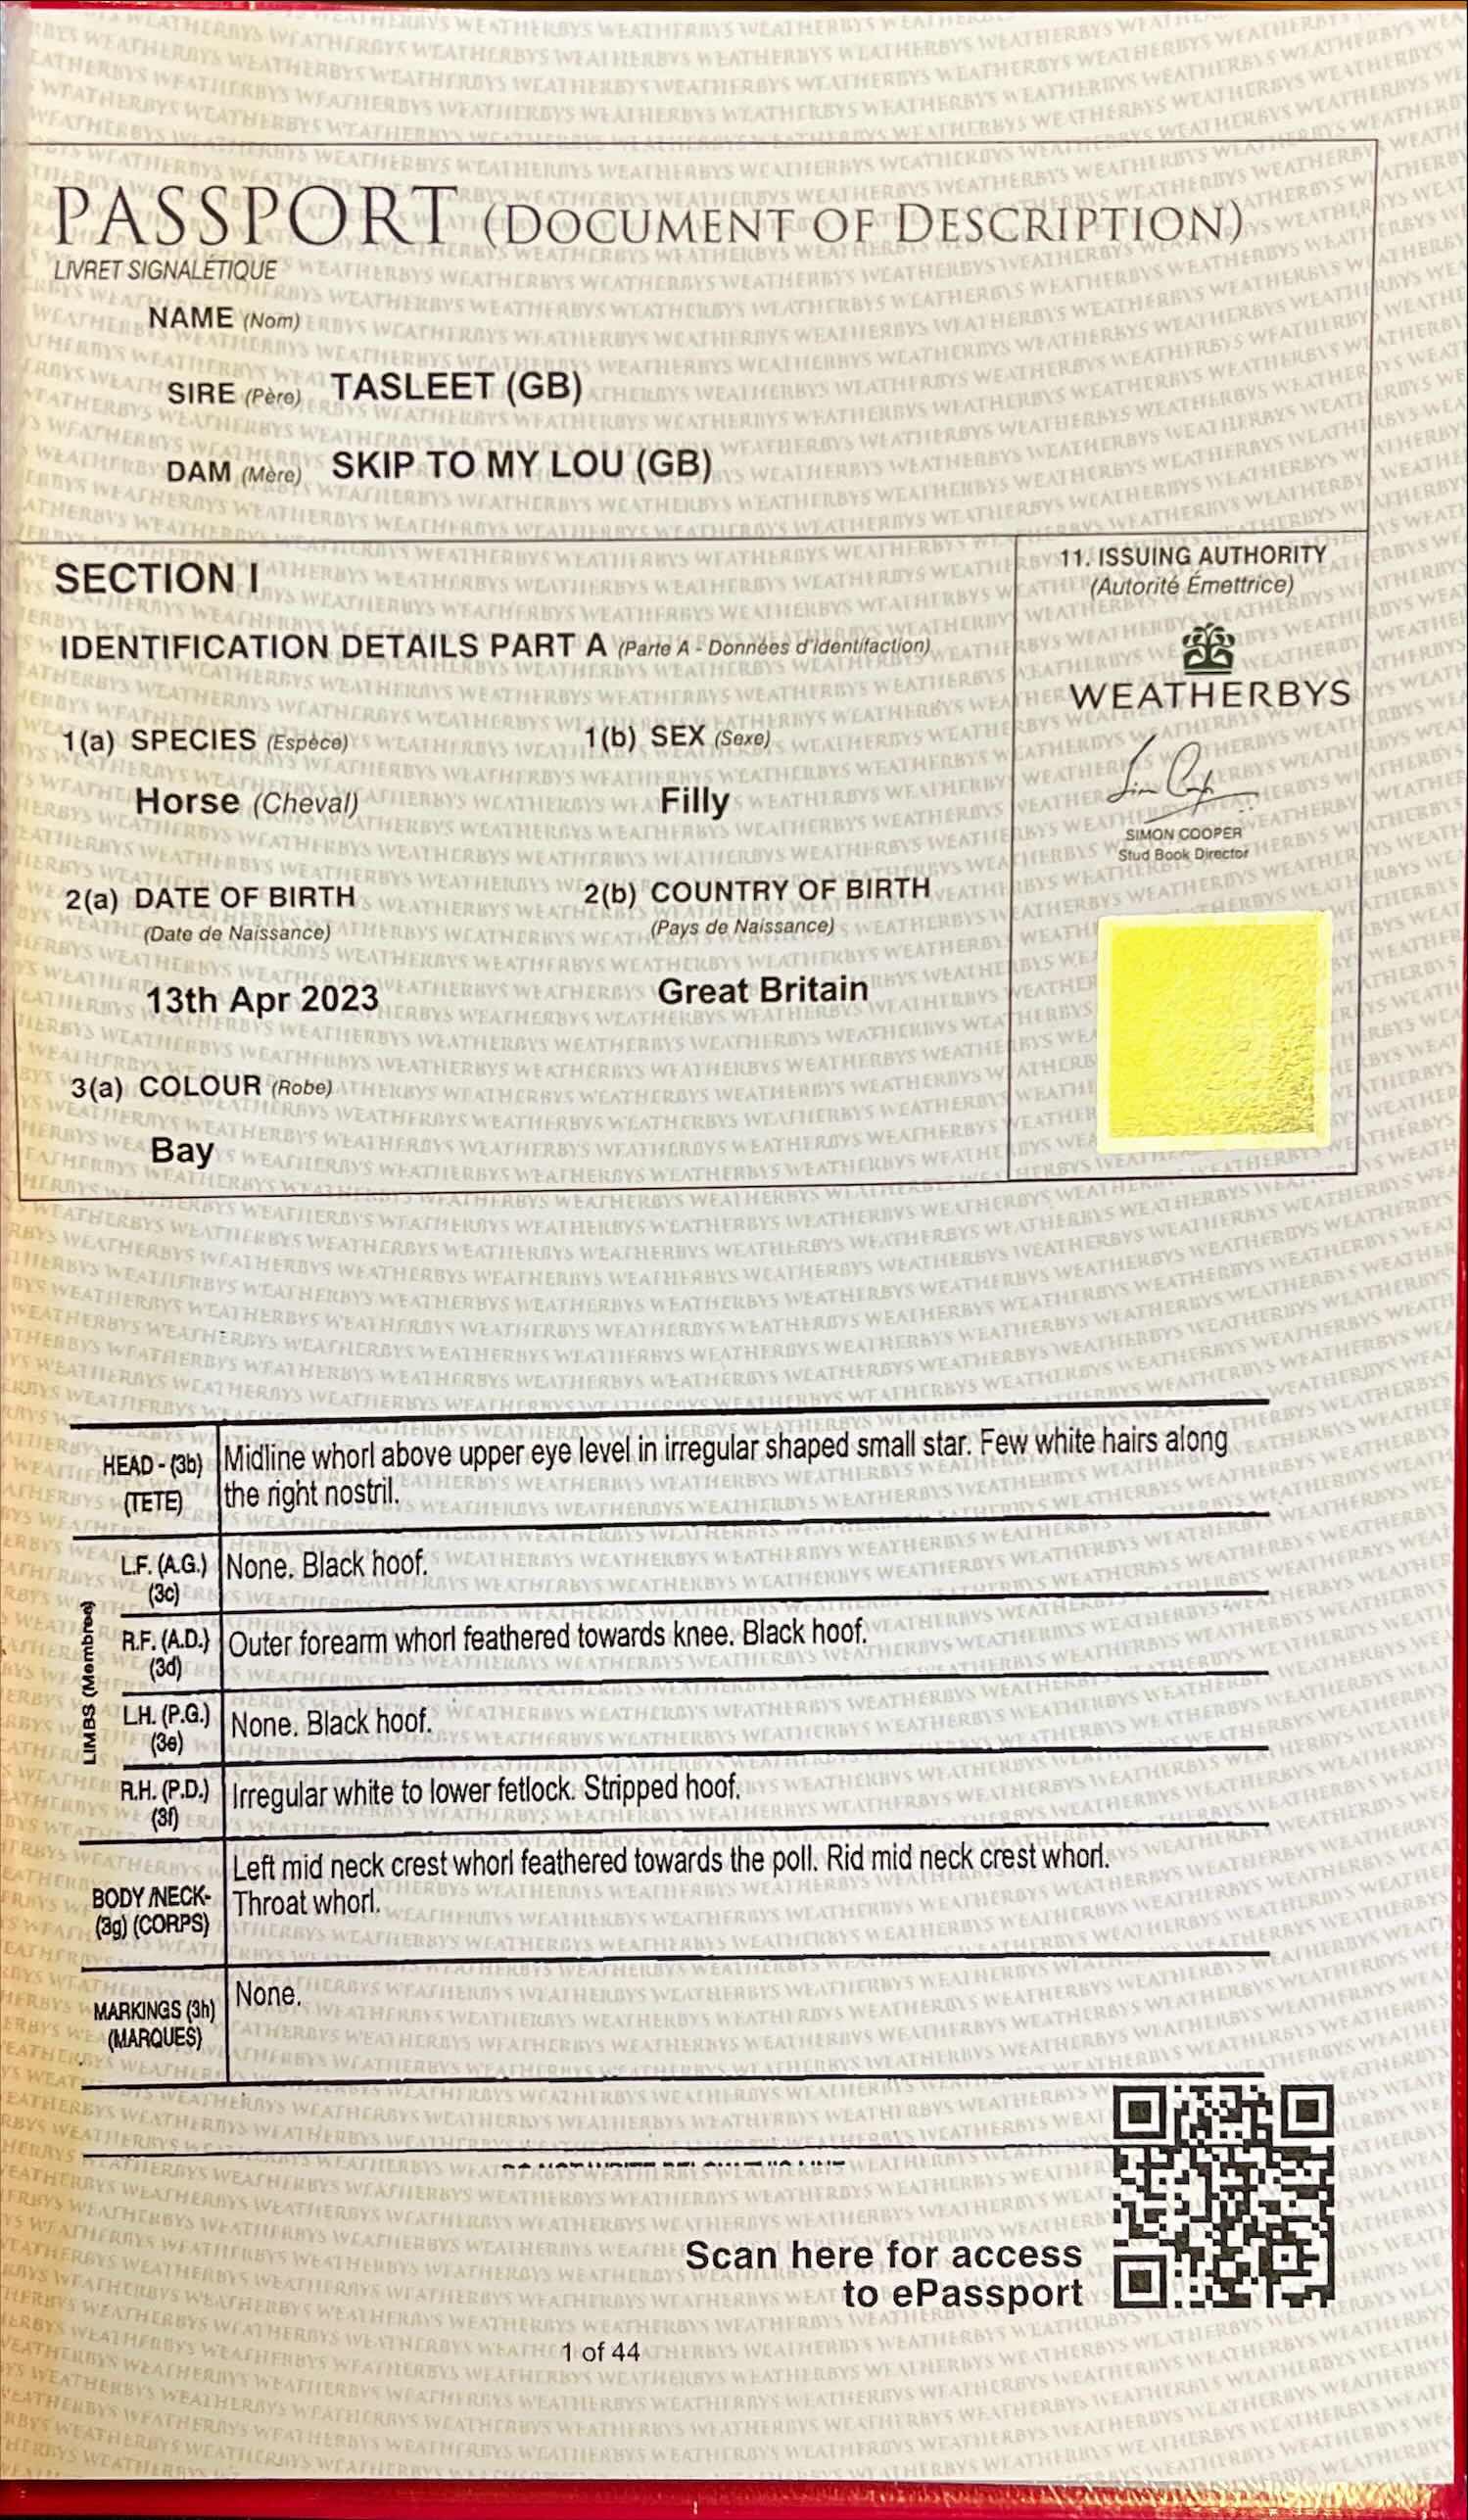 PASSPORT (DOCUMENT OF DESCRIPTION)
LIVRET SIGNALÉTIQUE
NAME (Nom)
SIRE (Père) TASLEET (GB)
DAM (Mère) SKIP TO MY LOU (GB)
SECTION I
IDENTIFICATION DETAILS PART A (Parte A - Données d'identifaction)
1(a) SPECIES (Espèce)
Horse (Cheval)
1(b) SEX (Sexe)
Filly
2(a) DATE OF BIRTH
(Date de Naissance)
13th Apr 2023
2(b) COUNTRY OF BIRTH
(Pays de Naissance)
Great Britain
3(a) COLOUR (Robe)
Bay
11. ISSUING AUTHORITY
(Autorité Émettrice)
WEATHERBYS
SIMON COOPER
Stud Book Director
HEAD - (3b)
(TETE)
Midline whorl above upper eye level in irregular shaped small star. Few white hairs along
the right nostril.
LIMBS (Membres)
L.F. (A.G.)
(3c)
None. Black hoof.
R.F. (A.D.)
(3d)
Outer forearm whorl feathered towards knee. Black hoof.
LH. (P.G.)
(3e)
None. Black hoof.
R.H. (P.D.)
(3f)
Irregular white to lower fetlock. Stripped hoof.
BODY /NECK-
(3g) (CORPS)
Left mid neck crest whorl feathered towards the poll. Rid mid neck crest whorl.
Throat whorl.
MARKINGS (3h)
(MARQUES)
None.
Scan here for access
to ePassport
1 of 44